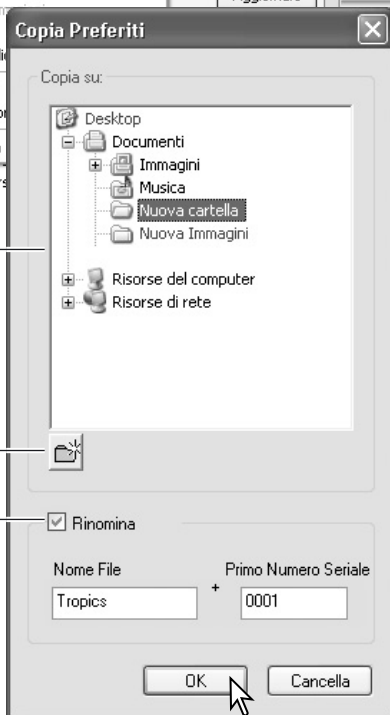 Copia Preferiti
Copia su:
Desktop
Documenti
Immagini
Musica
Nuova cartella
Nuova Immagini
Risorse del computer
Risorse di rete
Rinomina
Nome File
Primo Numero Seriale
Tropics
+
0001
OK
Cancella